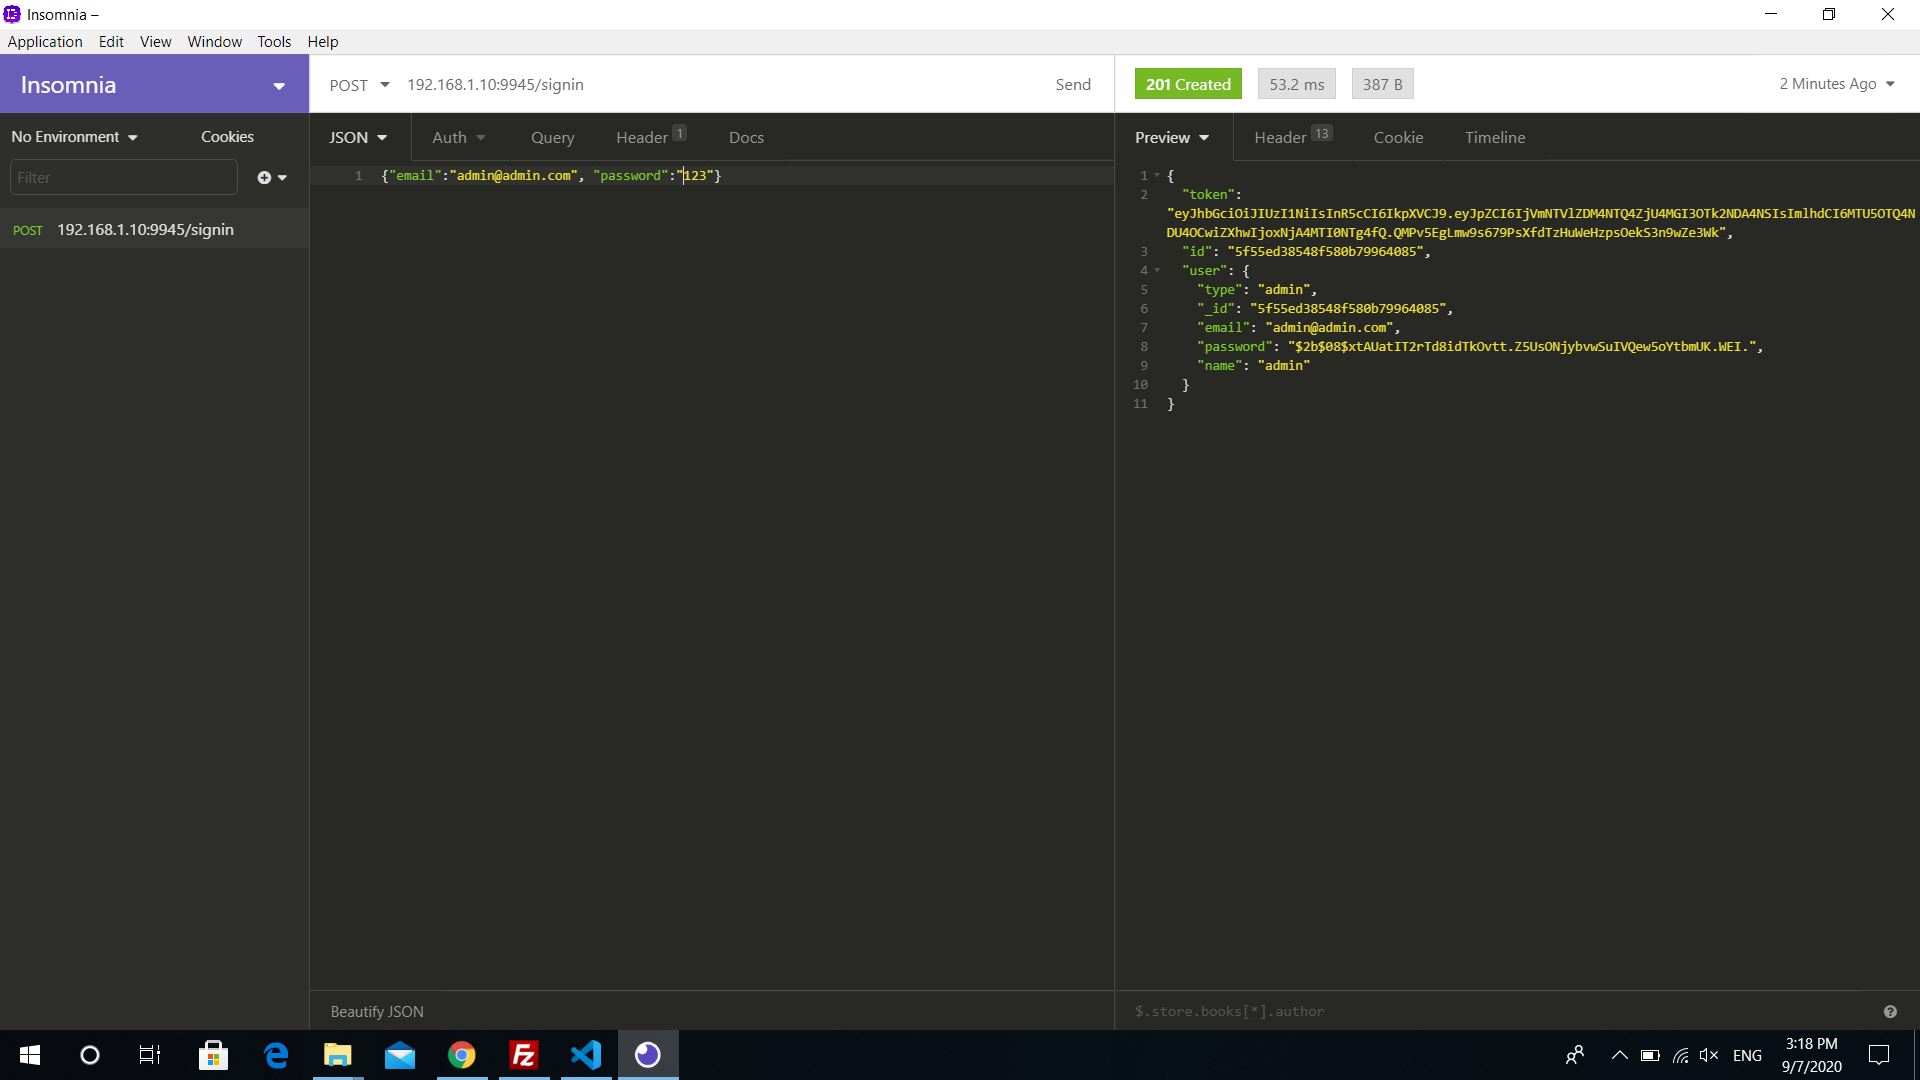 Insomnia –
Application Edit View Window Tools Help
Insomnia
POST 192.168.1.10:9945/signin Send
201 Created 53.2 ms 387 B 2 Minutes Ago
No Environment Cookies
JSON Auth Query Header 1 Docs
Preview Header 13 Cookie Timeline
Filter
POST 192.168.1.10:9945/signin
1 {"email":"admin@admin.com", "password":"123"}
1 {
2 "token":
"eyJhbGciOiJIUzI1NiIsInR5cCI6IkpXVCJ9.eyJpZCI6IjVmNTVlZDM4NTQ4ZjU4MGI3OTk2NDA4NSIsImlhdCI6MTU5OTQ4N
DU4OCwiZXhwIjoxNjA4MTI0NTg4fQ.QMPv5EgLmw9s679PsXfdTzHuWeHzpsOekS3n9wZe3Wk",
3 "id": "5f55ed38548f580b79964085",
4 "user": {
5 "type": "admin",
6 "_id": "5f55ed38548f580b79964085",
7 "email": "admin@admin.com",
8 "password": "$2b$08$xtAUatIT2rTd8idTkOvtt.Z5UsONjybvwSuIVQew5oYtbmUK.WEI.",
9 "name": "admin"
10 }
11 }
Beautify JSON
$.store.books[*].author
ENG
3:18 PM
9/7/2020